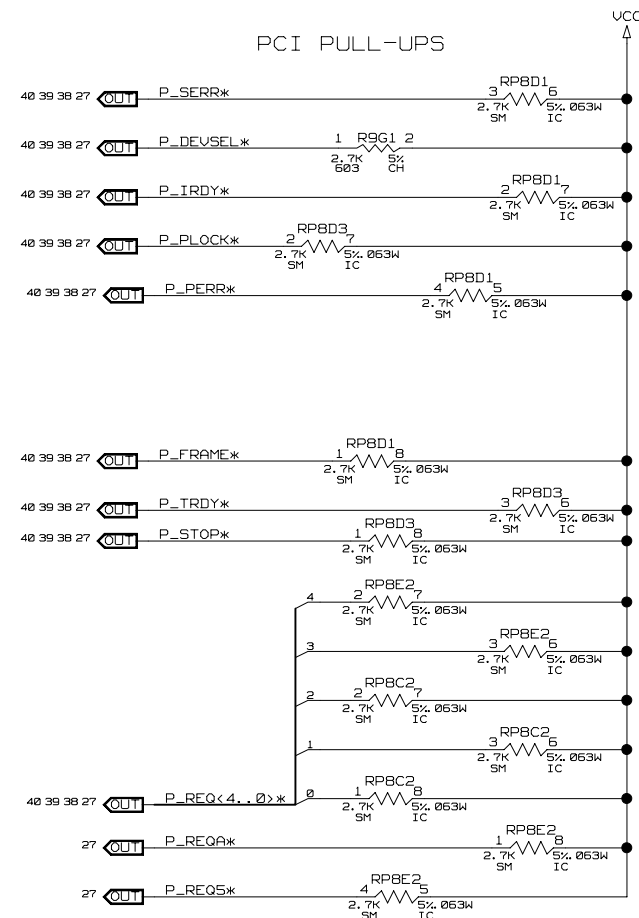 VCC
PCI PULL-UPS
40 39 38 27 OUT P_SERR* 3 RP8D1 6
2.7K 5%.063W
SM IC
40 39 38 27 OUT P_DEVSEL* 1 R9G1 2
2.7K 5%
603 CH
40 39 38 27 OUT P_IRDY* 2 RP8D1 7
2.7K 5%.063W
SM IC
40 39 38 27 OUT P_PLOCK* 2 RP8D3 7
2.7K 5%.063W
SM IC
40 39 38 27 OUT P_PERR* 4 RP8D1 5
2.7K 5%.063W
SM IC
40 39 38 27 OUT P_FRAME* 1 RP8D1 8
2.7K 5%.063W
SM IC
40 39 38 27 OUT P_TRDY* 3 RP8D3 6
2.7K 5%.063W
SM IC
40 39 38 27 OUT P_STOP* 1 RP8D3 8
2.7K 5%.063W
SM IC
4 2 RP8E2 7
2.7K 5%.063W
SM IC
3 3 RP8E2 6
2.7K 5%.063W
SM IC
2 2 RP8C2 7
2.7K 5%.063W
SM IC
1 3 RP8C2 6
2.7K 5%.063W
SM IC
40 39 38 27 OUT P_REQ<4..0>* 0 1 RP8C2 8
2.7K 5%.063W
SM IC
27 OUT P_REQA* 1 RP8E2 8
2.7K 5%.063W
SM IC
27 OUT P_REQ5* 4 RP8E2 5
2.7K 5%.063W
SM IC